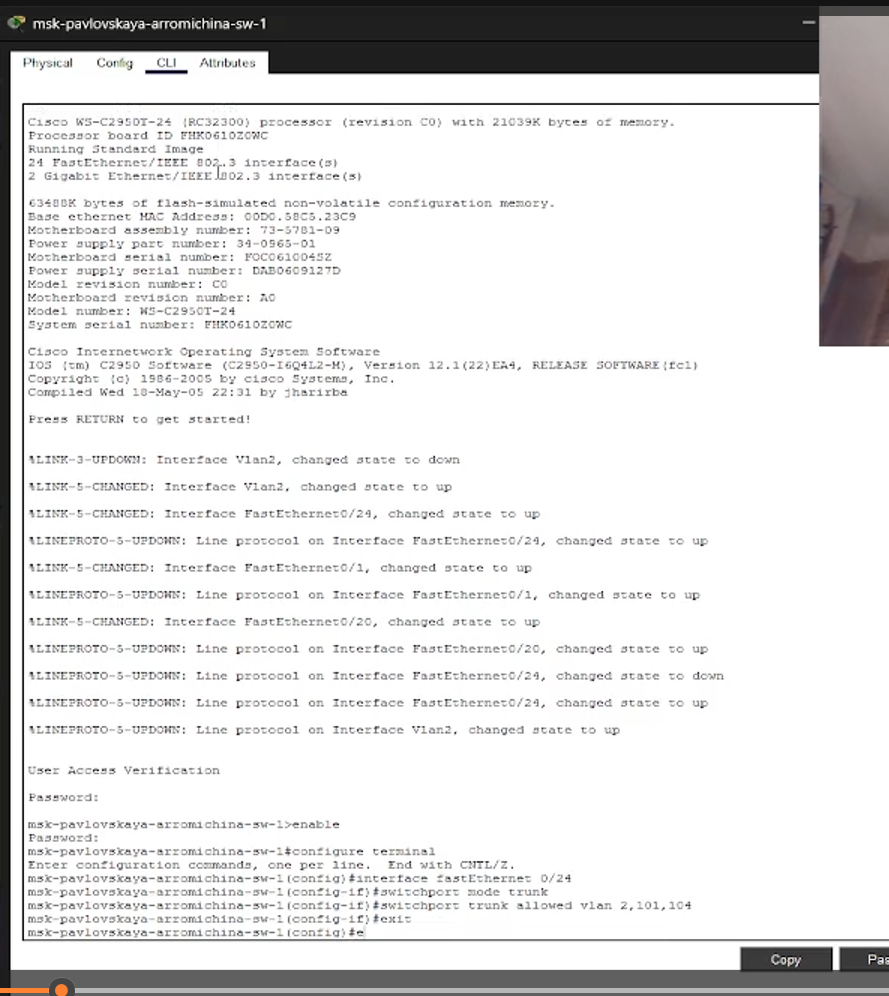 msk-pavlovskaya-arromichina-sw-1
Physical Config CLI Attributes
Cisco WS-C2950T-24 (RC32300) processor (revision C0) with 21039K bytes of memory.
Processor board ID FHK0610Z0WC
Running Standard Image
24 FastEthernet/IEEE 802.3 interface(s)
2 Gigabit Ethernet/IEEE 802.3 interface(s)
63488K bytes of flash-simulated non-volatile configuration memory.
Base ethernet MAC Address: 00D0.58C5.23C9
Motherboard assembly number: 73-5781-09
Power supply part number: 34-0965-01
Motherboard serial number: FOC061004SZ
Power supply serial number: DAB0609127D
Model revision number: C0
Motherboard revision number: A0
Model number: WS-C2950T-24
System serial number: FHK0610Z0WC
Cisco Internetwork Operating System Software
IOS (tm) C2950 Software (C2950-I6Q4L2-M), Version 12.1(22)EA4, RELEASE SOFTWARE(fc1)
Copyright (c) 1986-2005 by cisco Systems, Inc.
Compiled Wed 18-May-05 22:31 by jharirba
Press RETURN to get started!
%LINK-3-UPDOWN: Interface Vlan2, changed state to down
%LINK-5-CHANGED: Interface Vlan2, changed state to up
%LINK-5-CHANGED: Interface FastEthernet0/24, changed state to up
%LINEPROTO-5-UPDOWN: Line protocol on Interface FastEthernet0/24, changed state to up
%LINK-5-CHANGED: Interface FastEthernet0/1, changed state to up
%LINEPROTO-5-UPDOWN: Line protocol on Interface FastEthernet0/1, changed state to up
%LINK-5-CHANGED: Interface FastEthernet0/20, changed state to up
%LINEPROTO-5-UPDOWN: Line protocol on Interface FastEthernet0/20, changed state to up
%LINEPROTO-5-UPDOWN: Line protocol on Interface FastEthernet0/24, changed state to down
%LINEPROTO-5-UPDOWN: Line protocol on Interface FastEthernet0/24, changed state to up
%LINEPROTO-5-UPDOWN: Line protocol on Interface Vlan2, changed state to up
User Access Verification
Password:
msk-pavlovskaya-arromichina-sw-1>enable
Password:
msk-pavlovskaya-arromichina-sw-1#configure terminal
Enter configuration commands, one per line. End with CNTL/Z.
msk-pavlovskaya-arromichina-sw-1(config)#interface fastEthernet 0/24
msk-pavlovskaya-arromichina-sw-1(config-if)#switchport mode trunk
msk-pavlovskaya-arromichina-sw-1(config-if)#switchport trunk allowed vlan 2,101,104
msk-pavlovskaya-arromichina-sw-1(config-if)#exit
msk-pavlovskaya-arromichina-sw-1(config)#e
Copy Pas